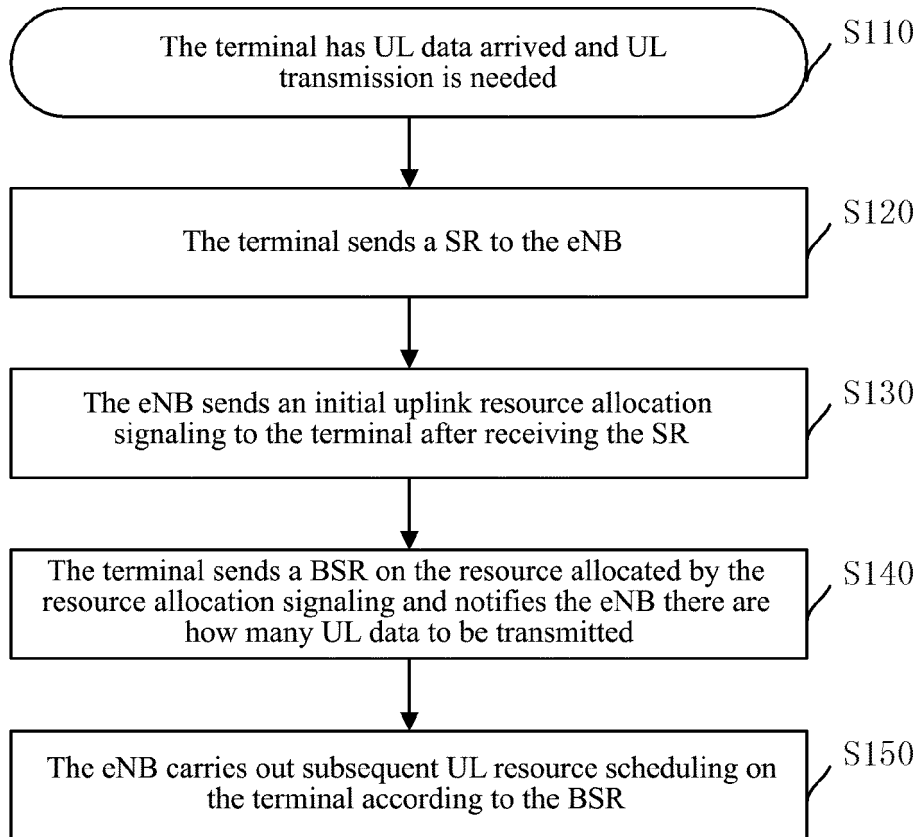 The terminal has UL data arrived and UL
transmission is needed
S110
The terminal sends a SR to the eNB
S120
The eNB sends an initial uplink resource allocation
signaling to the terminal after receiving the SR
S130
The terminal sends a BSR on the resource allocated by the
resource allocation signaling and notifies the eNB there are
how many UL data to be transmitted
S140
The eNB carries out subsequent UL resource scheduling on
the terminal according to the BSR
S150